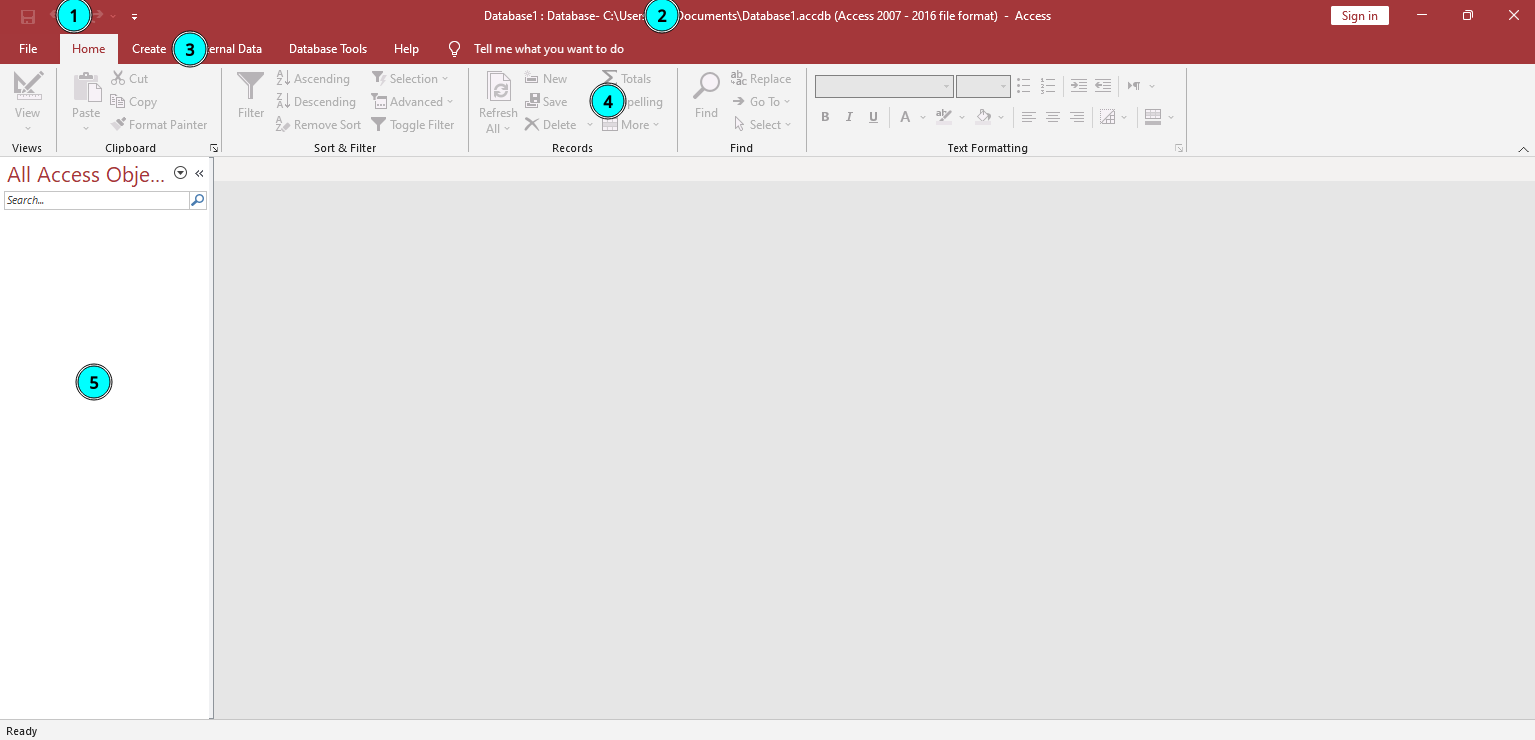 1
Database1 : Database- C:\User: 2 Documents\Database1.accdb (Access 2007 - 2016 file format) - Access
Sign in
File Home Create 3 ernal Data Database Tools Help Tell me what you want to do
View
Views
Paste
Cut
Copy
Format Painter
Clipboard
Filter
Ascending
Descending
Remove Sort
Selection
Advanced
Toggle Filter
Sort & Filter
Refresh
All
New
Save
Delete
Totals
4 pelling
More
Records
Find
Replace
Go To
Select
Find
B I U A ab
Text Formatting
All Access Obje...
Search...
5
Ready